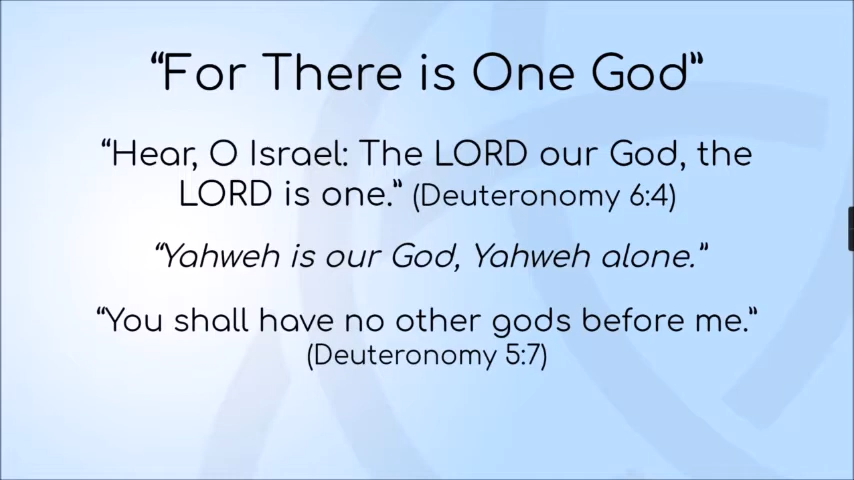 “For There is One God”
“Hear, O Israel: The LORD our God, the
LORD is one.” (Deuteronomy 6:4)
“Yahweh is our God, Yahweh alone.”
“You shall have no other gods before me.”
(Deuteronomy 5:7)